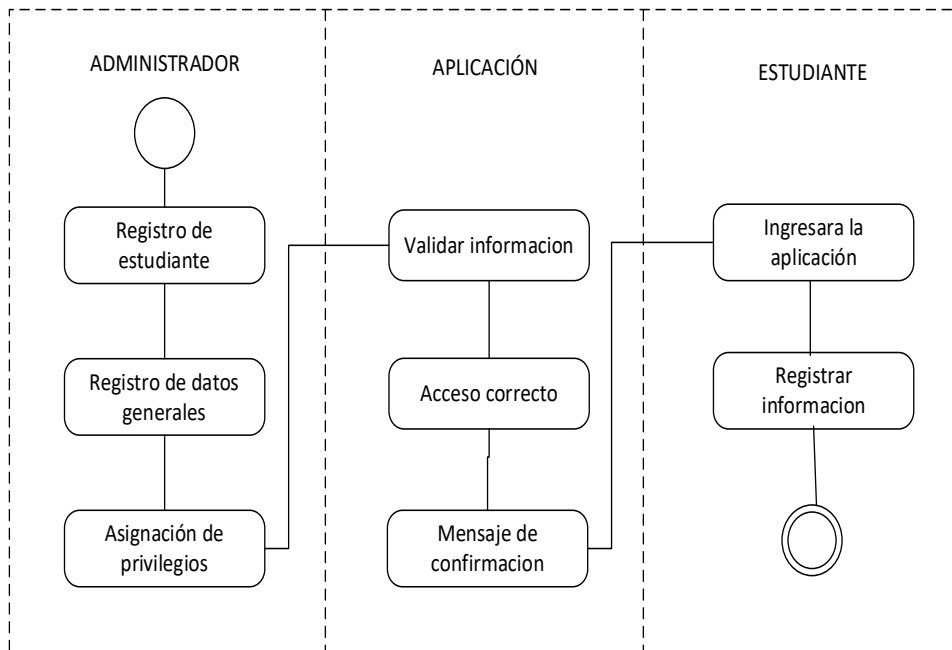 ADMINISTRADOR
Registro de
estudiante
Registro de datos
generales
Asignación de
privilegios
APLICACIÓN
Validar informacion
Acceso correcto
Mensaje de
confirmacion
ESTUDIANTE
Ingresara la
aplicación
Registrar
informacion